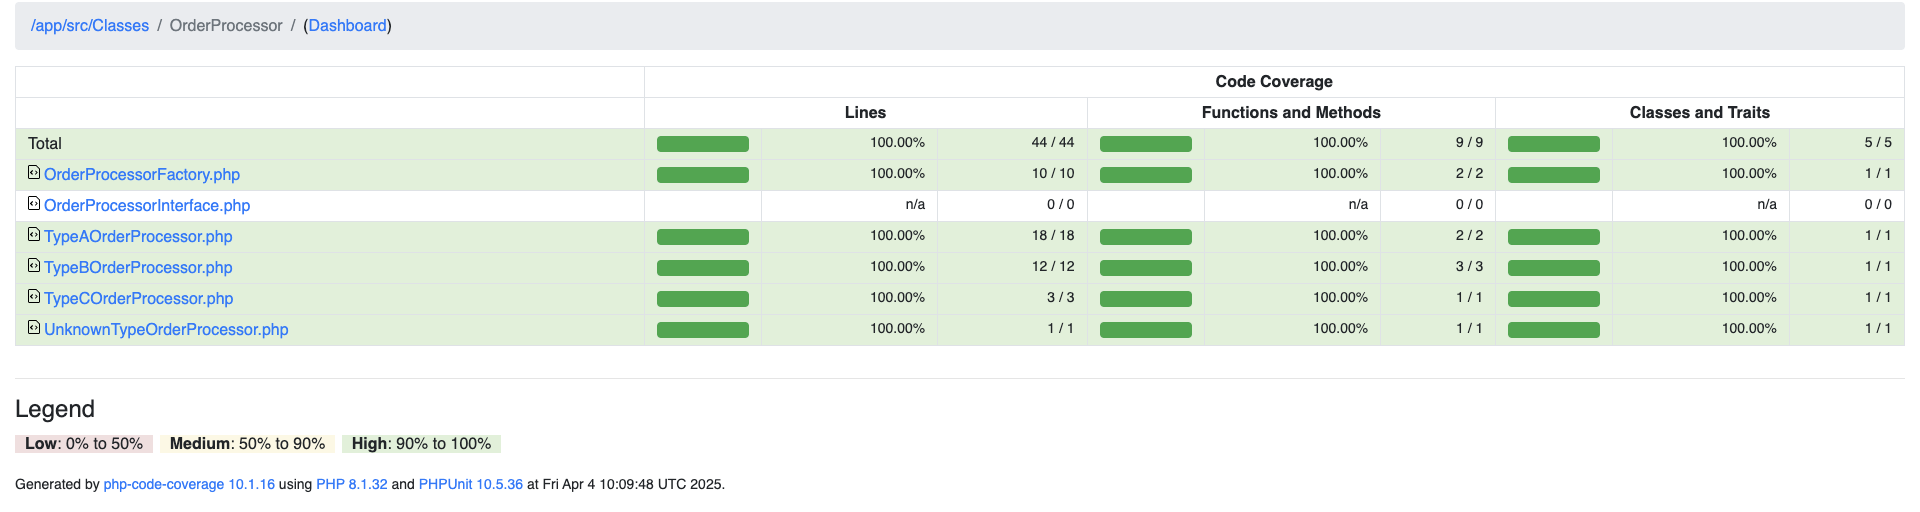 /app/src/Classes / OrderProcessor / (Dashboard)
Code Coverage
Lines Functions and Methods Classes and Traits
Total 100.00% 44 / 44 100.00% 9 / 9 100.00% 5 / 5
OrderProcessorFactory.php 100.00% 10 / 10 100.00% 2 / 2 100.00% 1 / 1
OrderProcessorInterface.php n/a 0 / 0 n/a 0 / 0 n/a 0 / 0
TypeAOrderProcessor.php 100.00% 18 / 18 100.00% 2 / 2 100.00% 1 / 1
TypeBOrderProcessor.php 100.00% 12 / 12 100.00% 3 / 3 100.00% 1 / 1
TypeCOrderProcessor.php 100.00% 3 / 3 100.00% 1 / 1 100.00% 1 / 1
UnknownTypeOrderProcessor.php 100.00% 1 / 1 100.00% 1 / 1 100.00% 1 / 1
Legend
Low: 0% to 50% Medium: 50% to 90% High: 90% to 100%
Generated by php-code-coverage 10.1.16 using PHP 8.1.32 and PHPUnit 10.5.36 at Fri Apr 4 10:09:48 UTC 2025.